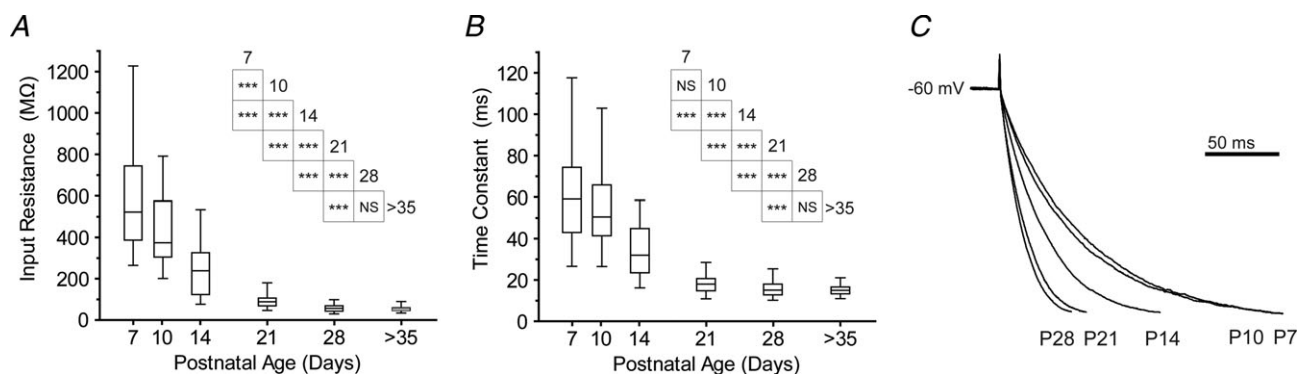 A
Input Resistance (MΩ)
1200
1000
800
600
400
200
0
7 10 14 21 28 >35
Postnatal Age (Days)
7
*** 10
*** *** 14
*** *** 21
*** *** 28
*** NS >35
B
Time Constant (ms)
120
100
80
60
40
20
0
7 10 14 21 28 >35
Postnatal Age (Days)
7
NS 10
*** *** 14
*** *** 21
*** *** 28
*** NS >35
C
-60 mV
50 ms
P28 P21 P14 P10 P7